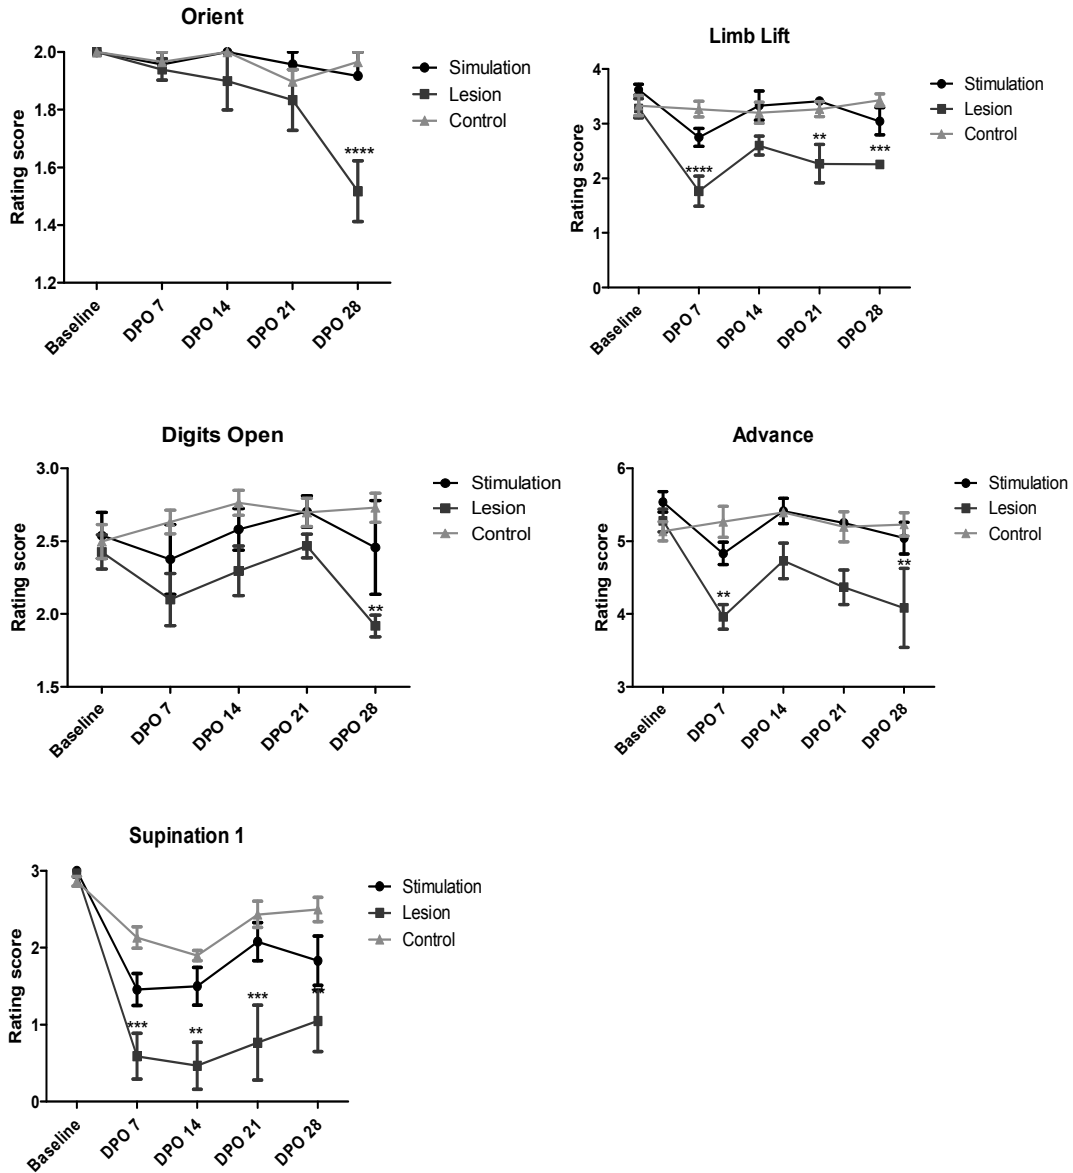 Orient
Rating score
2.0
1.8
1.6
1.4
1.2
****
Baseline
DPO 7
DPO 14
DPO 21
DPO 28
Simulation
Lesion
Control
Limb Lift
Rating score
4
3
2
1
0
****
**
***
Baseline
DPO 7
DPO 14
DPO 21
DPO 28
Stimulation
Lesion
Control
Digits Open
Rating score
3.0
2.5
2.0
1.5
**
Baseline
DPO 7
DPO 14
DPO 21
DPO 28
Stimulation
Lesion
Control
Advance
Rating score
6
5
4
3
**
**
Baseline
DPO 7
DPO 14
DPO 21
DPO 28
Stimulation
Lesion
Control
Supination 1
Rating score
3
2
1
0
***
**
***
**
Baseline
DPO 7
DPO 14
DPO 21
DPO 28
Stimulation
Lesion
Control